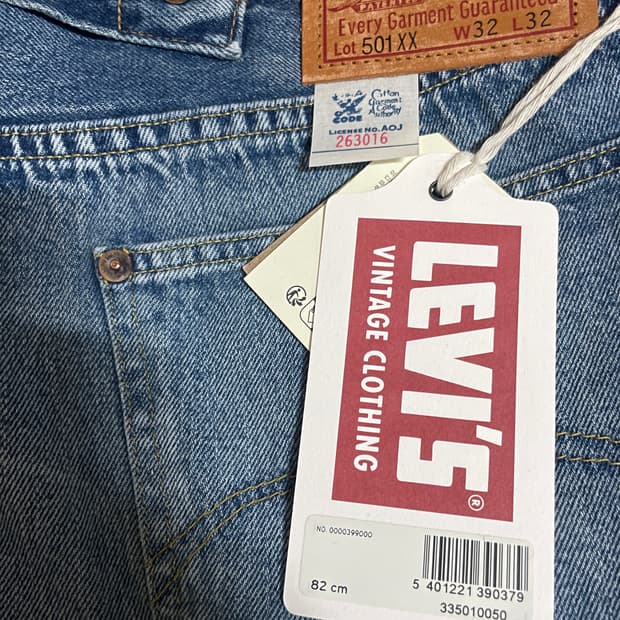 Every Garment Guaranteed
Lot 501XX W32 L32
CODE
Cotton
Garment
Code
Authority
LICENSE NO.AOJ
263016
LEVI'S®
VINTAGE CLOTHING
NO. 0000399000
82 cm
5 401221 390379
335010050